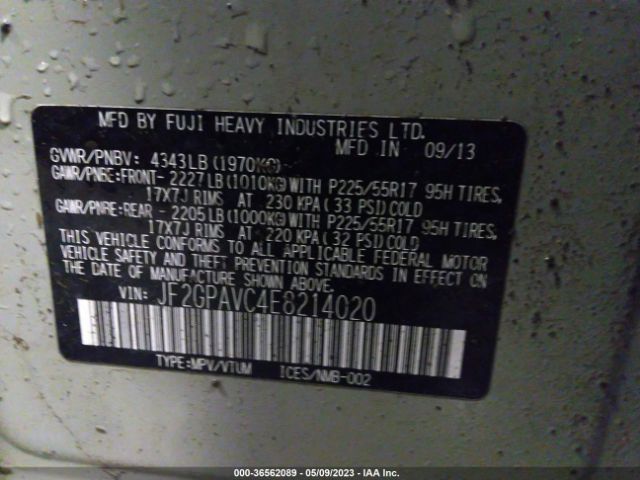 MFD BY FUJI HEAVY INDUSTRIES LTD.
MFD IN 09/13
GVWR/PNBV: 4343LB(1970KG)
GAWR/PNBE:FRONT- 2227LB(1010KG)WITH P225/55R17 95H TIRES,
17X7J RIMS AT 230 KPA(33 PSI)COLD
GAWR/PNBE:REAR - 2205LB(1000KG)WITH P225/55R17 95H TIRES,
17X7J RIMS AT 220 KPA(32 PSI)COLD
THIS VEHICLE CONFORMS TO ALL APPLICABLE FEDERAL MOTOR
VEHICLE SAFETY AND THEFT PREVENTION STANDARDS IN EFFECT ON
THE DATE OF MANUFACTURE SHOWN ABOVE.
VIN: JF2GPAVC4E8214020
TYPE:MPV/VTUM ICES/NMB-002
000-36562089 - 05/09/2023 - IAA Inc.